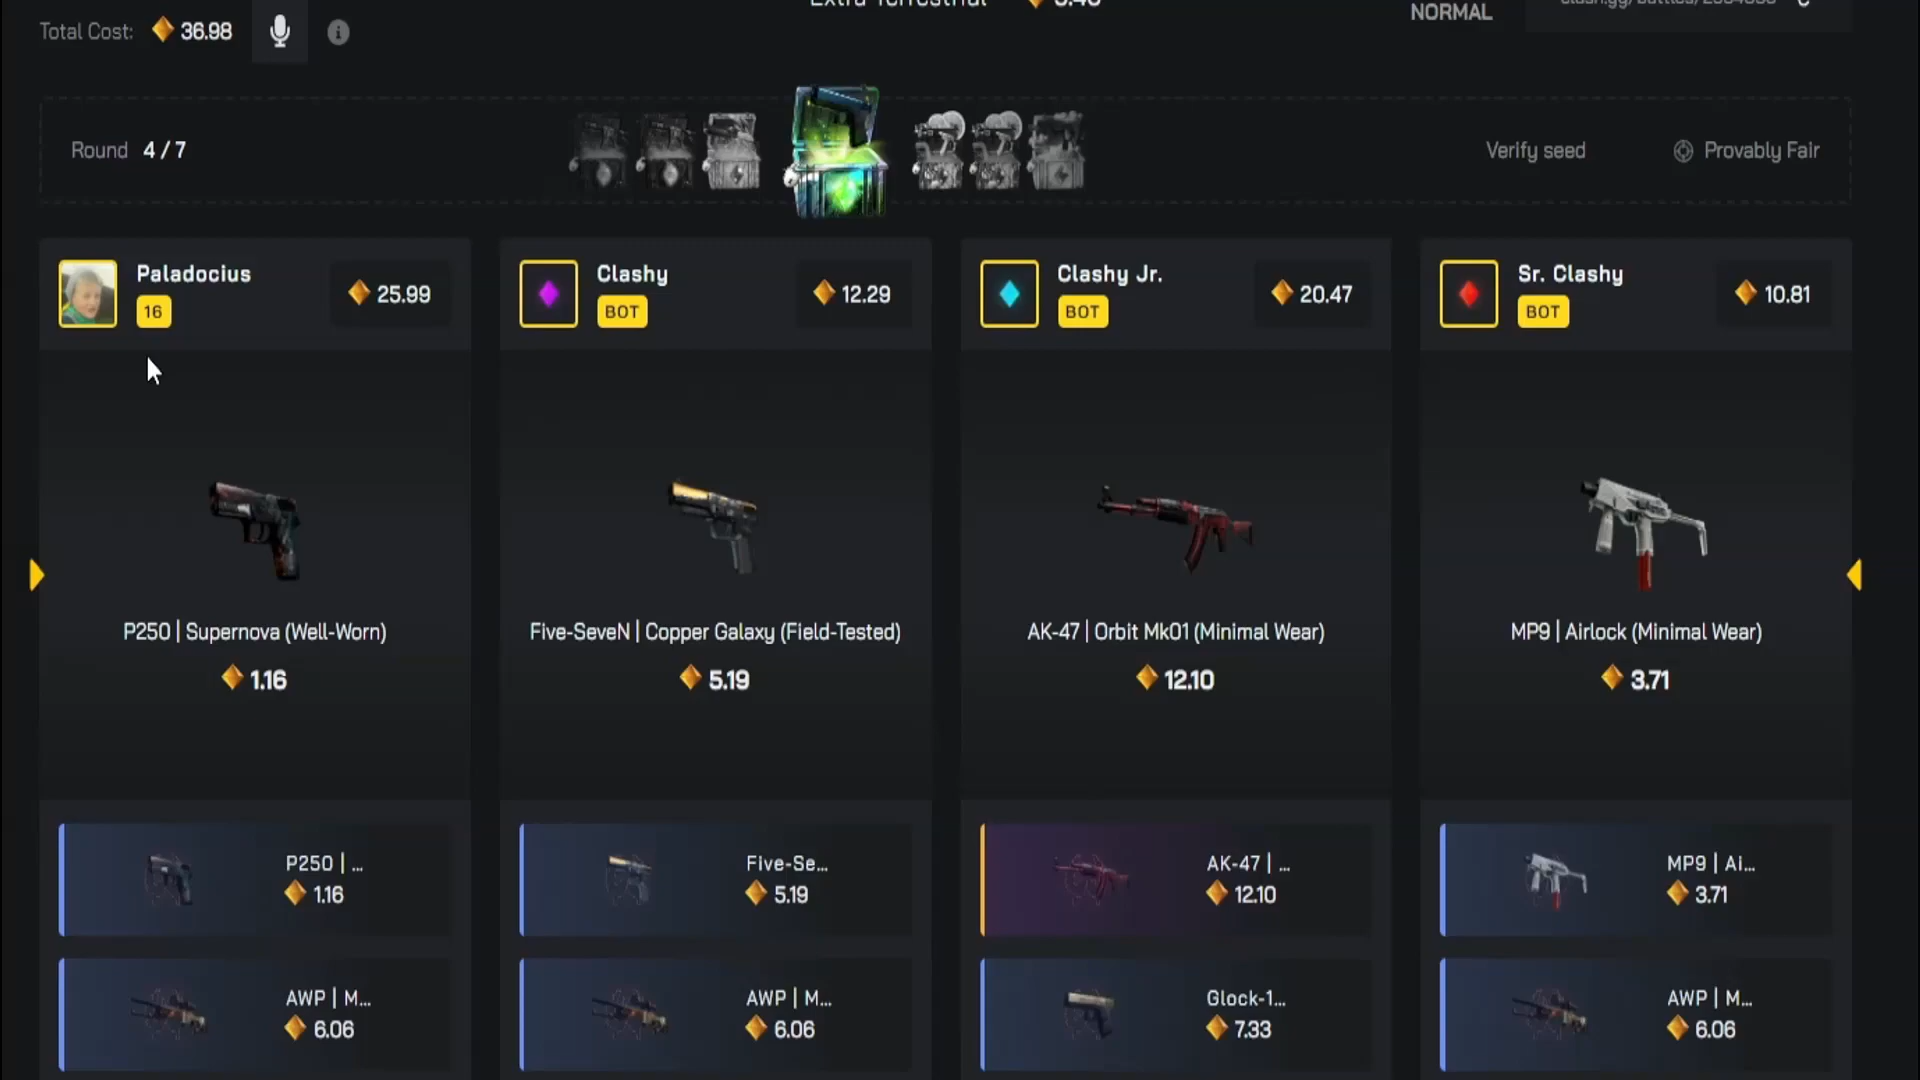 Total Cost: 36.98
Extra Terrestrial
NORMAL
Round 4 / 7
Verify seed
Provably Fair
Paladocius
16
25.99
Clashy
BOT
12.29
Clashy Jr.
BOT
20.47
Sr. Clashy
BOT
10.81
P250 | Supernova (Well-Worn)
1.16
Five-SeveN | Copper Galaxy (Field-Tested)
5.19
AK-47 | Orbit Mk01 (Minimal Wear)
12.10
MP9 | Airlock (Minimal Wear)
3.71
P250 | ...
1.16
Five-Se...
5.19
AK-47 | ...
12.10
MP9 | Ai...
3.71
AWP | M...
6.06
AWP | M...
6.06
Glock-1...
7.33
AWP | M...
6.06